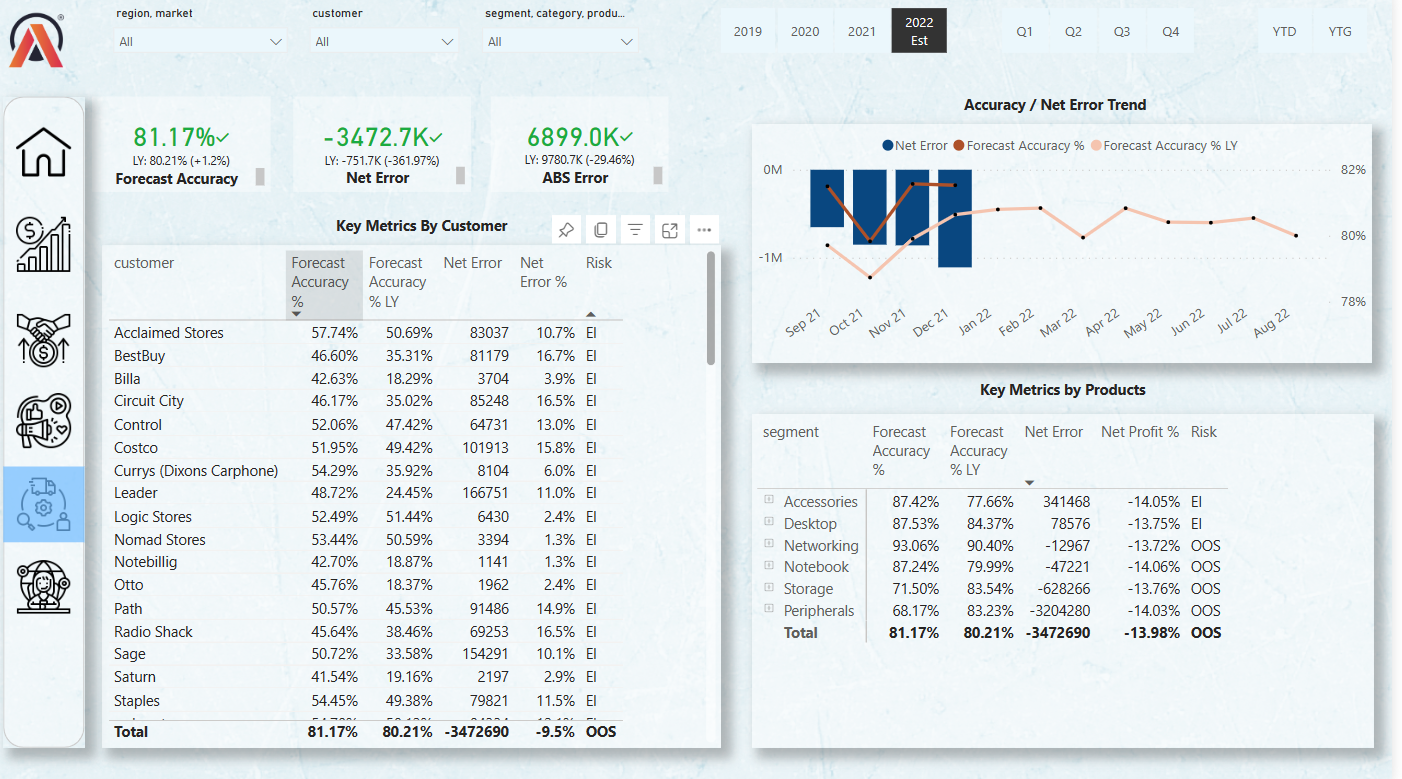 region, market
customer
segment, category, produ...
All
All
All
2019
2020
2021
2022
Est
Q1
Q2
Q3
Q4
YTD
YTG
81.17%
LY: 80.21% (+1.2%)
Forecast Accuracy
-3472.7K
LY: -751.7K (-361.97%)
Net Error
6899.0K
LY: 9780.7K (-29.46%)
ABS Error
Key Metrics By Customer
customer Forecast Accuracy % Forecast Accuracy % LY Net Error Net Error % Risk
Acclaimed Stores 57.74% 50.69% 83037 10.7% EI
BestBuy 46.60% 35.31% 81179 16.7% EI
Billa 42.63% 18.29% 3704 3.9% EI
Circuit City 46.17% 35.02% 85248 16.5% EI
Control 52.06% 47.42% 64731 13.0% EI
Costco 51.95% 49.42% 101913 15.8% EI
Currys (Dixons Carphone) 54.29% 35.92% 8104 6.0% EI
Leader 48.72% 24.45% 166751 11.0% EI
Logic Stores 52.49% 51.44% 6430 2.4% EI
Nomad Stores 53.44% 50.59% 3394 1.3% EI
Notebillig 42.70% 18.87% 1141 1.3% EI
Otto 45.76% 18.37% 1962 2.4% EI
Path 50.57% 45.53% 91486 14.9% EI
Radio Shack 45.64% 38.46% 69253 16.5% EI
Sage 50.72% 33.58% 154291 10.1% EI
Saturn 41.54% 19.16% 2197 2.9% EI
Staples 54.45% 49.38% 79821 11.5% EI
Total 81.17% 80.21% -3472690 -9.5% OOS
Accuracy / Net Error Trend
Net Error Forecast Accuracy % Forecast Accuracy % LY
0M
-1M
82%
80%
78%
Sep 21
Oct 21
Nov 21
Dec 21
Jan 22
Feb 22
Mar 22
Apr 22
May 22
Jun 22
Jul 22
Aug 22
Key Metrics by Products
segment Forecast Accuracy % Forecast Accuracy % LY Net Error Net Profit % Risk
Accessories 87.42% 77.66% 341468 -14.05% EI
Desktop 87.53% 84.37% 78576 -13.75% EI
Networking 93.06% 90.40% -12967 -13.72% OOS
Notebook 87.24% 79.99% -47221 -14.06% OOS
Storage 71.50% 83.54% -628266 -13.76% OOS
Peripherals 68.17% 83.23% -3204280 -14.03% OOS
Total 81.17% 80.21% -3472690 -13.98% OOS